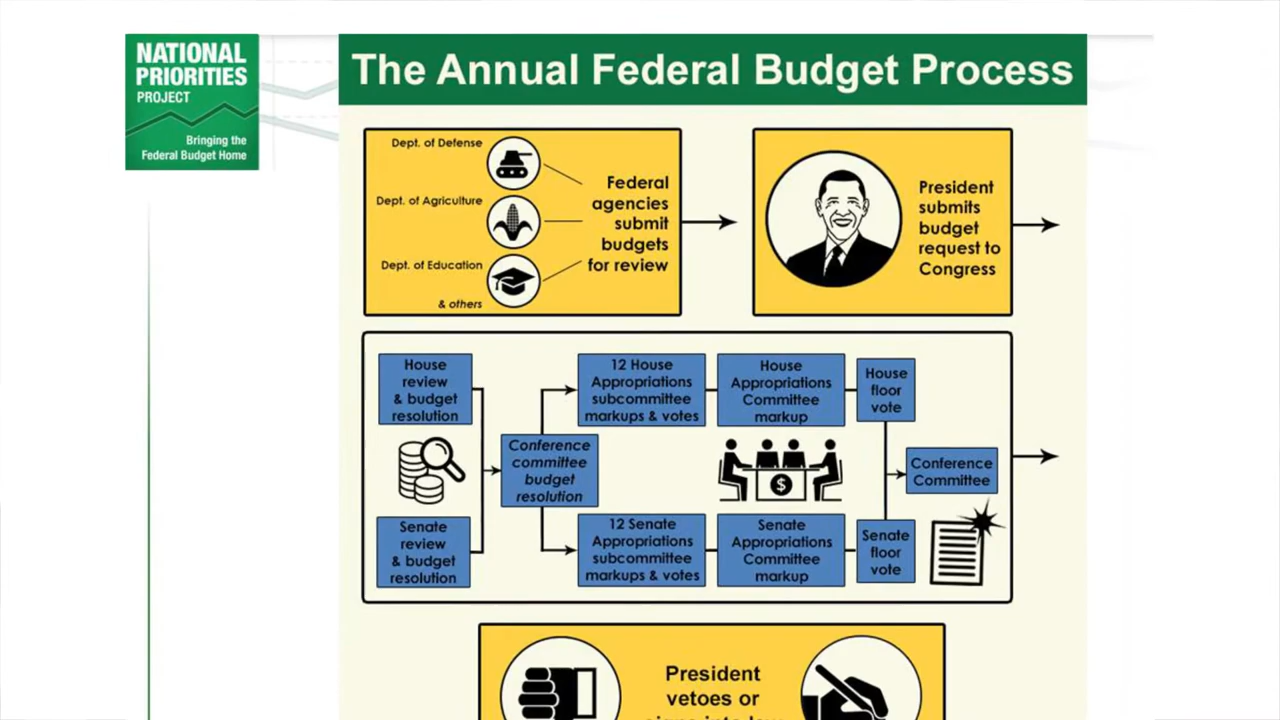 NATIONAL
PRIORITIES
PROJECT
Bringing the
Federal Budget Home
The Annual Federal Budget Process
Dept. of Defense
Dept. of Agriculture
Dept. of Education
& others
Federal
agencies
submit
budgets
for review
President
submits
budget
request to
Congress
House
review
& budget
resolution
Senate
review
& budget
resolution
Conference
committee
budget
resolution
12 House
Appropriations
subcommittee
markups & votes
House
Appropriations
Committee
markup
House
floor
vote
$
12 Senate
Appropriations
subcommittee
markups & votes
Senate
Appropriations
Committee
markup
Senate
floor
vote
Conference
Committee
President
vetoes or
signs into law